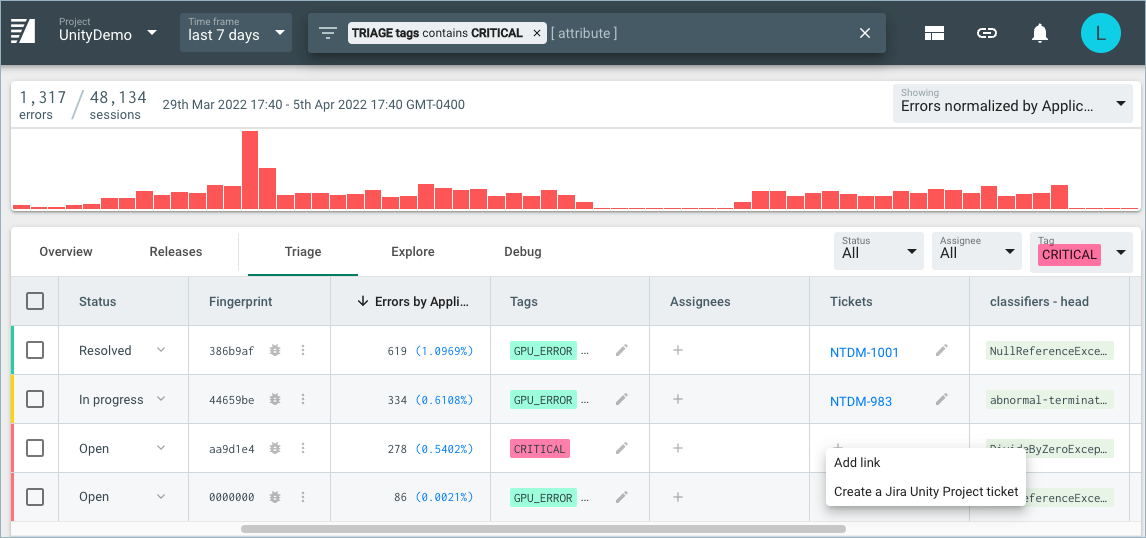 Project
UnityDemo
Time frame
last 7 days
TRIAGE tags contains CRITICAL × [ attribute ]
L
1,317 / 48,134
errors sessions
29th Mar 2022 17:40 - 5th Apr 2022 17:40 GMT-0400
Showing
Errors normalized by Applic...
Overview Releases Triage Explore Debug
Status
All
Assignee
All
Tag
CRITICAL
Status Fingerprint Errors by Appli... Tags Assignees Tickets classifiers - head
Resolved 386b9af 619 (1.0969%) GPU_ERROR ... + NTDM-1001 NullReferenceExce…
In progress 44659be 334 (0.6108%) GPU_ERROR ... + NTDM-983 abnormal-terminat…
Open aa9d1e4 278 (0.5402%) CRITICAL + DivideByZeroExcep…
Open 0000000 86 (0.0021%) GPU_ERROR ... + eferenceExce…
Add link
Create a Jira Unity Project ticket